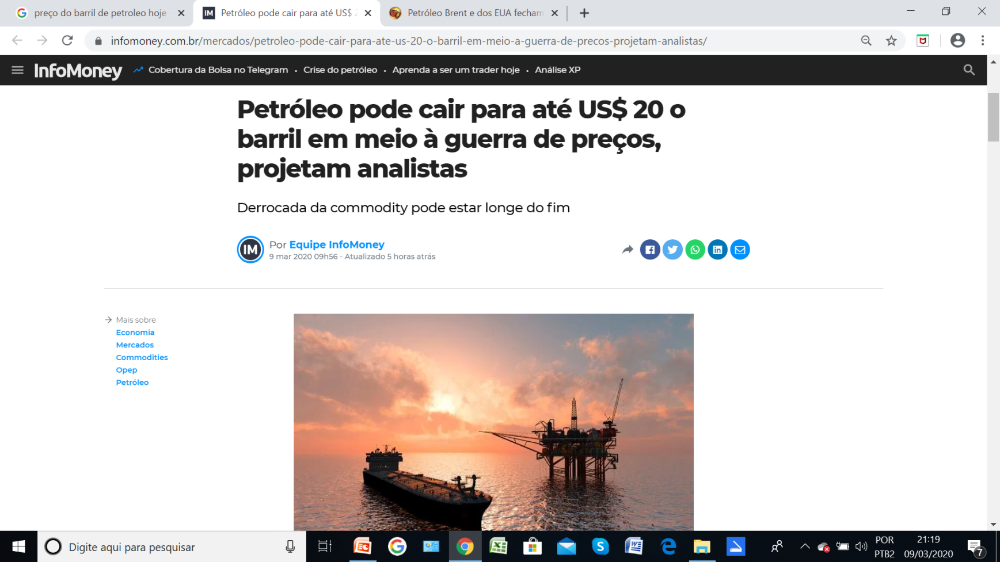 preço do barril de petroleo hoje
Petróleo pode cair para até US$ 2
Petróleo Brent e dos EUA fecham
infomoney.com.br/mercados/petroleo-pode-cair-para-ate-us-20-o-barril-em-meio-a-guerra-de-precos-projetam-analistas/
InfoMoney Cobertura da Bolsa no Telegram • Crise do petróleo • Aprenda a ser um trader hoje • Análise XP
Petróleo pode cair para até US$ 20 o
barril em meio à guerra de preços,
projetam analistas
Derrocada da commodity pode estar longe do fim
IM
Por Equipe InfoMoney
9 mar 2020 09h56 - Atualizado 5 horas atrás
Mais sobre
Economia
Mercados
Commodities
Opep
Petróleo
Digite aqui para pesquisar
POR
PTB2
21:19
09/03/2020
7